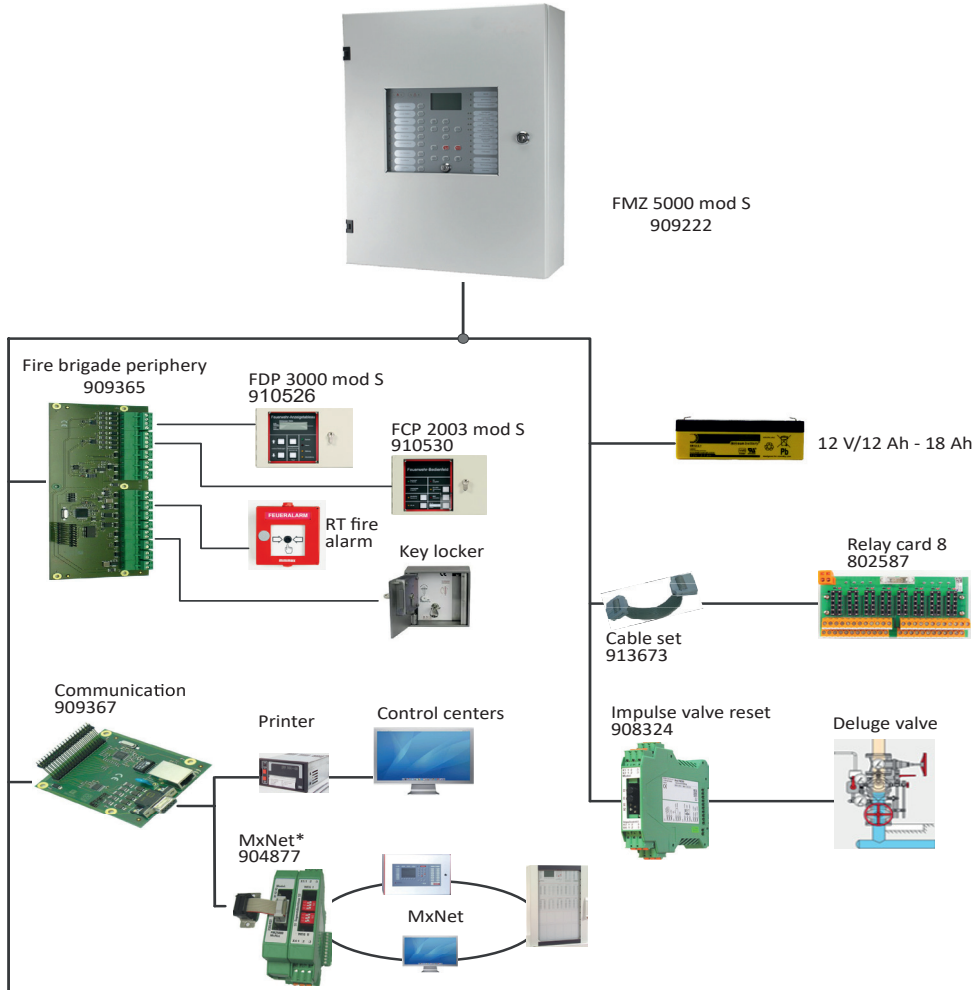 FMZ 5000 mod S
909222
Fire brigade periphery
909365
FDP 3000 mod S
910526
FCP 2003 mod S
910530
FEUERALARM
RT fire
alarm
Key locker
12 V/12 Ah - 18 Ah
Pb
Relay card 8
802587
Cable set
913673
Communication
909367
Printer
Control centers
Impulse valve reset
908324
Deluge valve
MxNet*
904877
MxNet